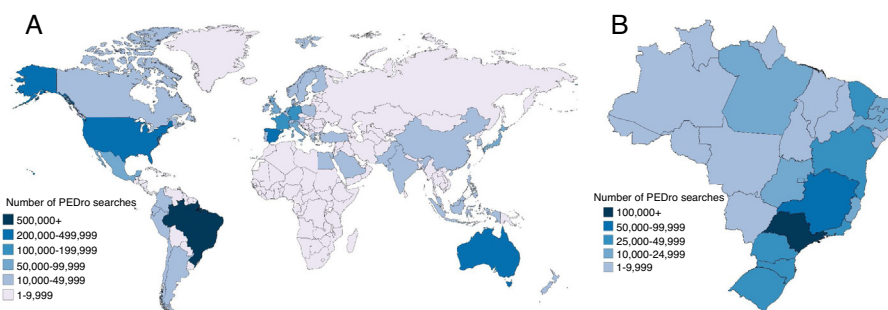 A
Number of PEDro searches
500,000+
200,000-499,999
100,000-199,999
50,000-99,999
10,000-49,999
1-9,999
B
Number of PEDro searches
100,000+
50,000-99,999
25,000-49,999
10,000-24,999
1-9,999